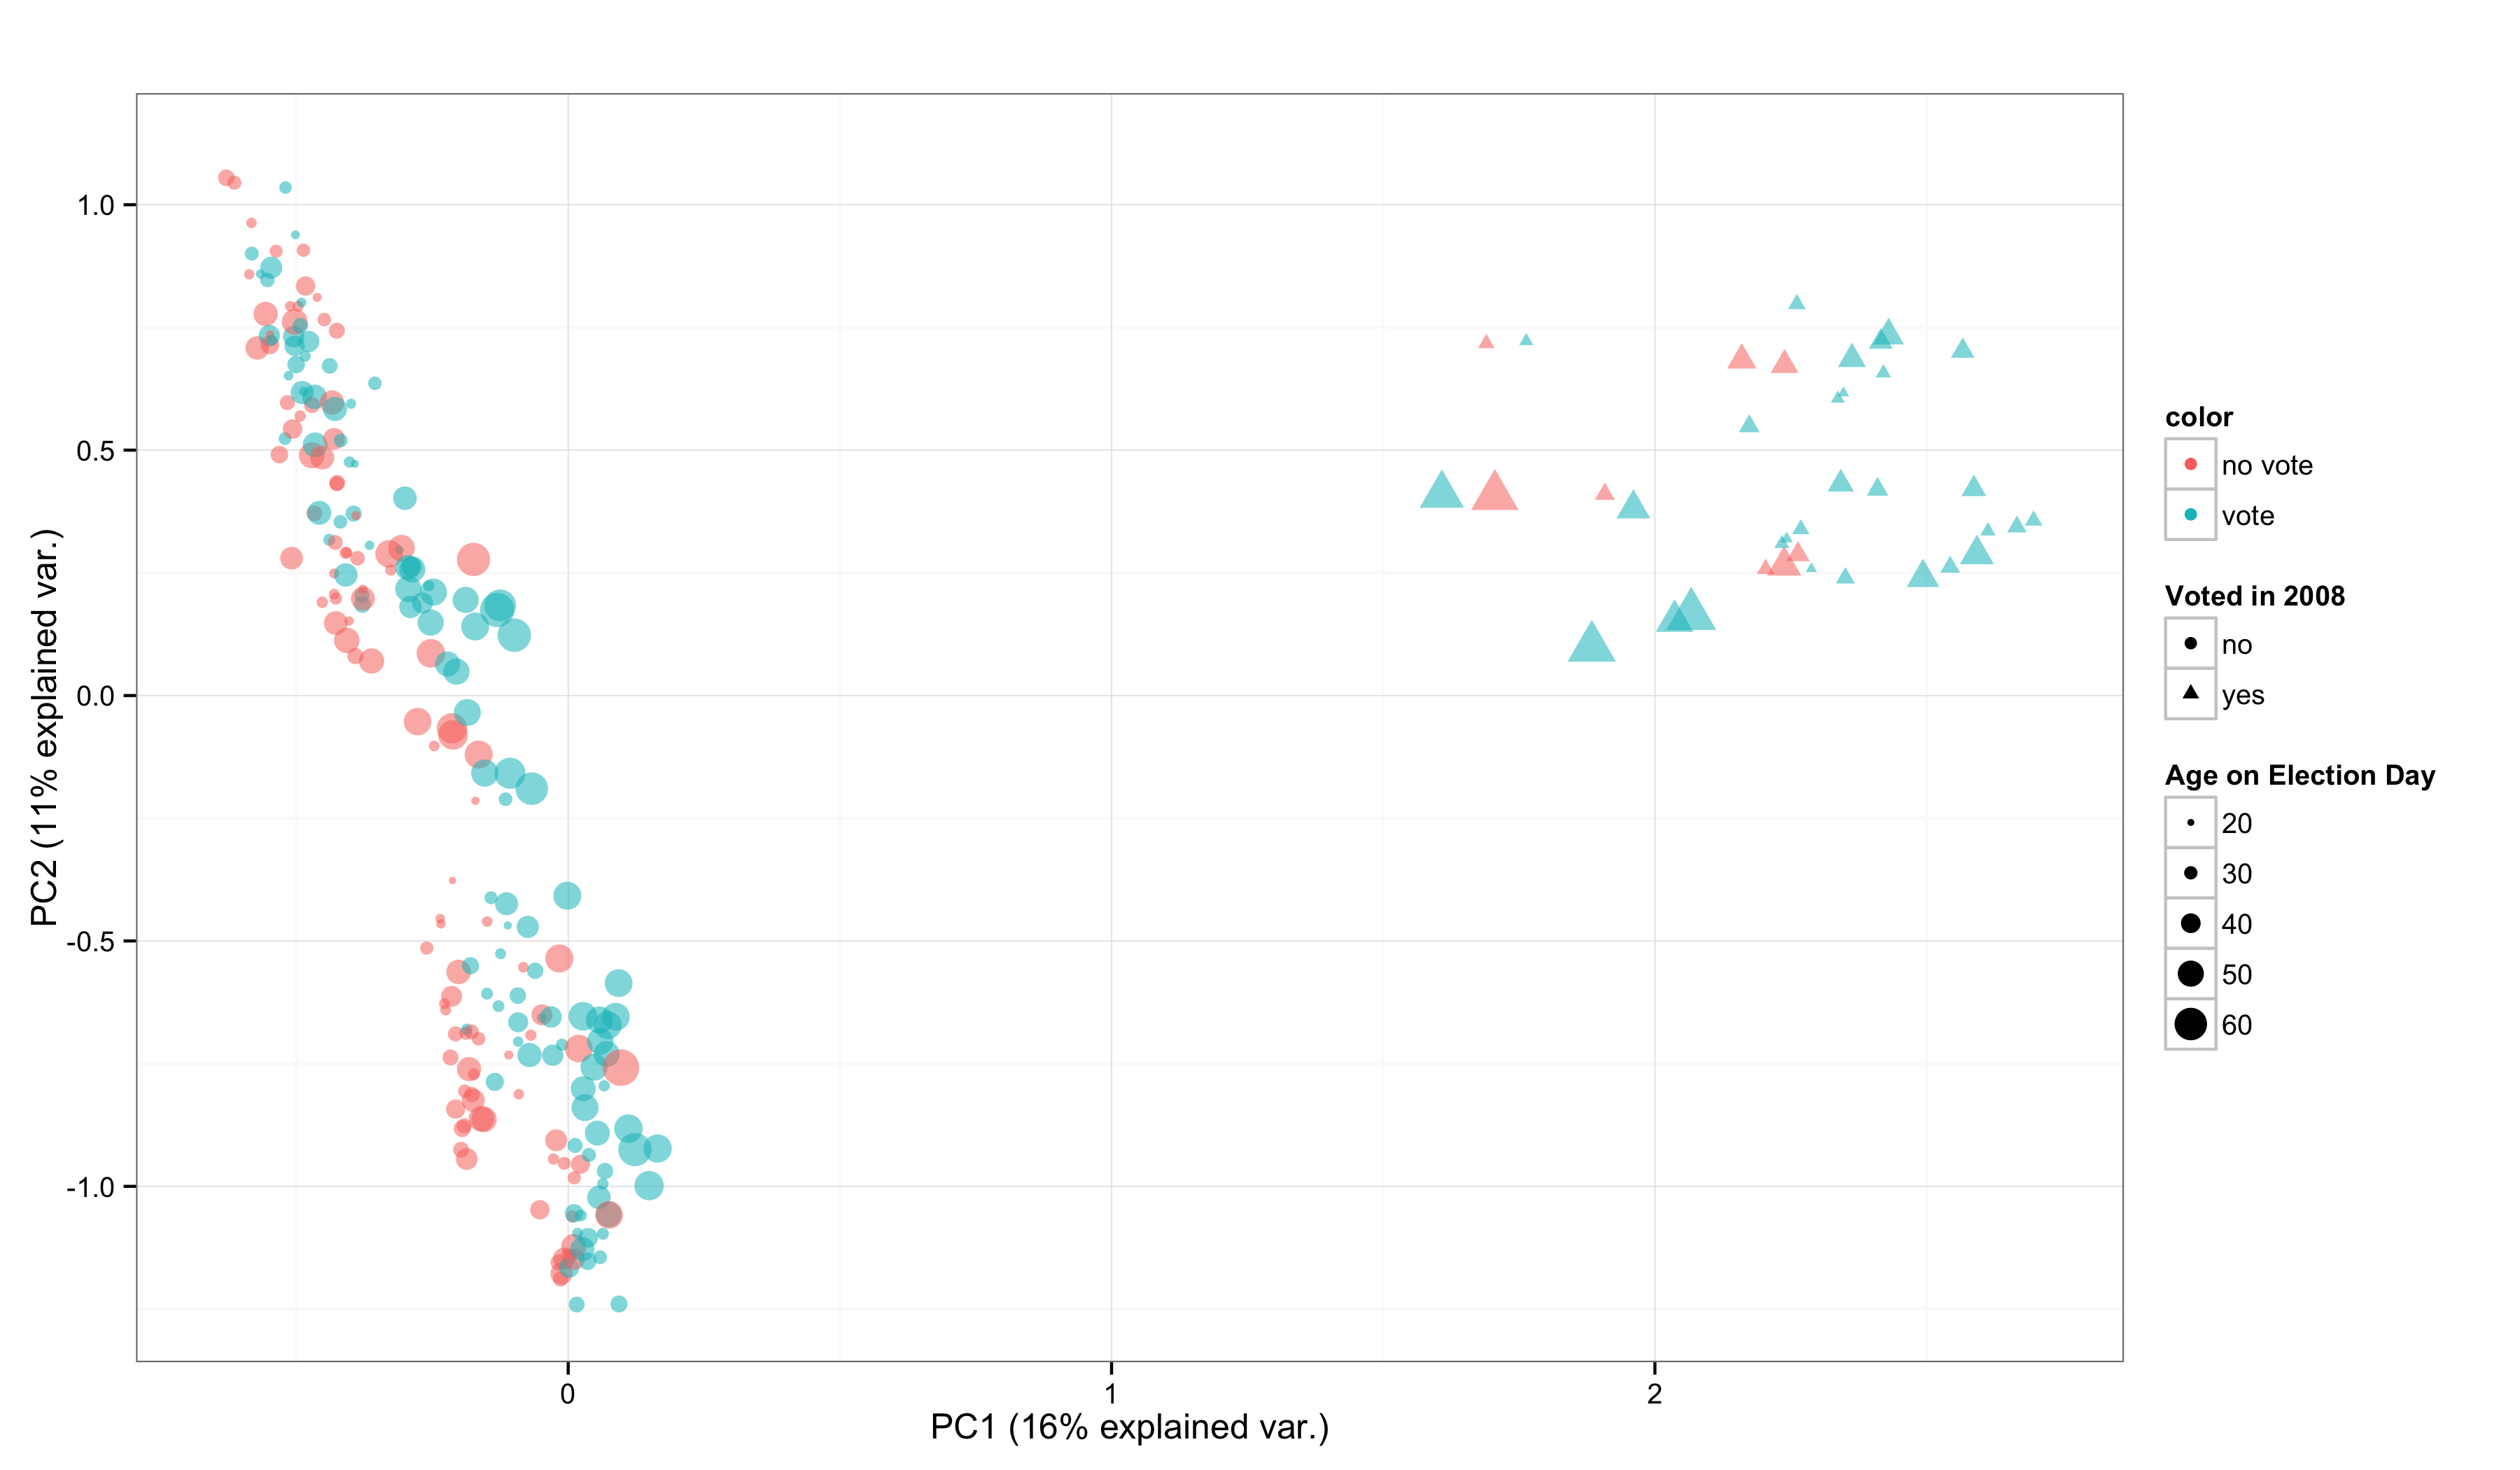 1.0
0.5
0.0
-0.5
-1.0
PC2 (11% explained var.)
0
1
2
PC1 (16% explained var.)
color
no vote
vote
Voted in 2008
no
yes
Age on Election Day
20
30
40
50
60